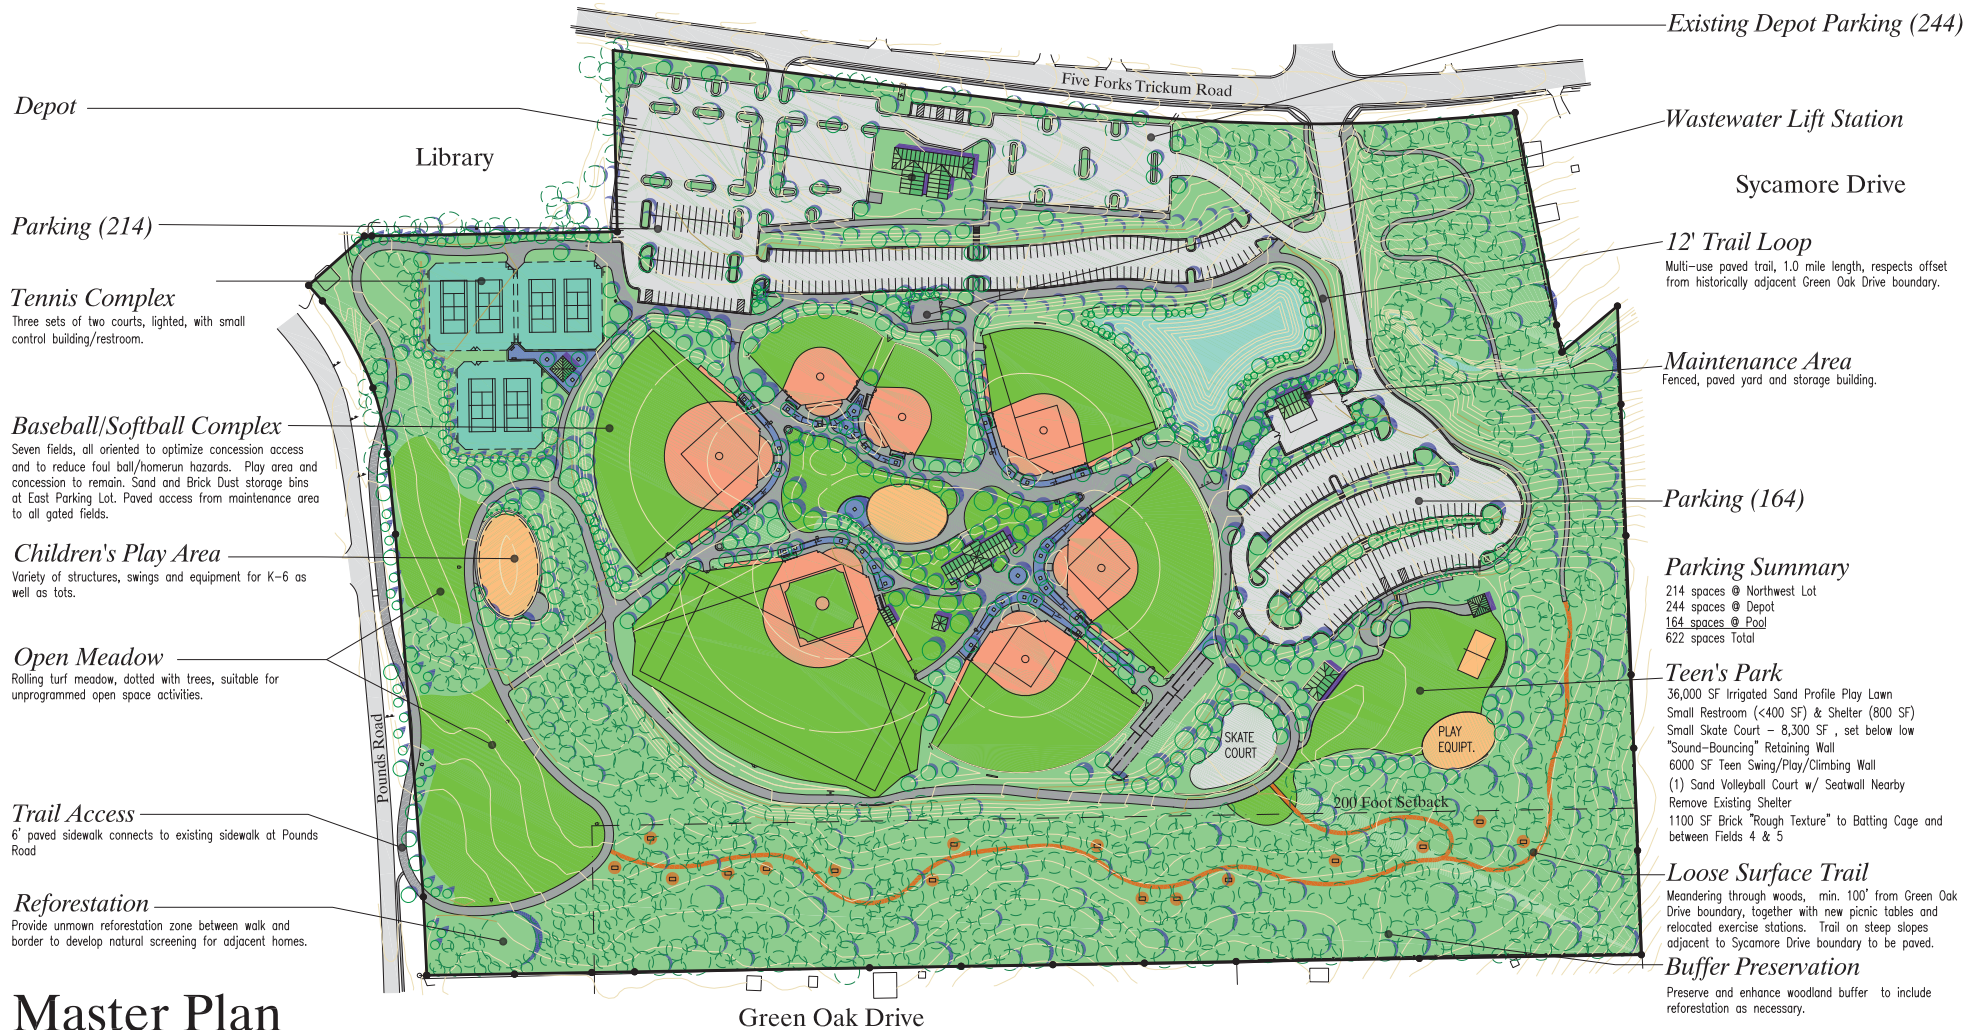 Existing Depot Parking (244)
Five Forks Trickum Road
Depot
Wastewater Lift Station
Library
Sycamore Drive
Parking (214)
12' Trail Loop
Multi-use paved trail, 1.0 mile length, respects offset
from historically adjacent Green Oak Drive boundary.
Tennis Complex
Three sets of two courts, lighted, with small
control building/restroom.
Maintenance Area
Fenced, paved yard and storage building.
Baseball/Softball Complex
Seven fields, all oriented to optimize concession access
and to reduce foul ball/homerun hazards. Play area and
concession to remain. Sand and Brick Dust storage bins
at East Parking Lot. Paved access from maintenance area
to all gated fields.
Parking (164)
Children's Play Area
Variety of structures, swings and equipment for K-6 as
well as tots.
Parking Summary
214 spaces @ Northwest Lot
244 spaces @ Depot
164 spaces @ Pool
622 spaces Total
Open Meadow
Rolling turf meadow, dotted with trees, suitable for
unprogrammed open space activities.
Teen's Park
36,000 SF Irrigated Sand Profile Play Lawn
Small Restroom (<400 SF) & Shelter (800 SF)
Small Skate Court - 8,300 SF , set below low
"Sound-Bouncing" Retaining Wall
6000 SF Teen Swing/Play/Climbing Wall
(1) Sand Volleyball Court w/ Seatwall Nearby
Remove Existing Shelter
1100 SF Brick "Rough Texture" to Batting Cage and
between Fields 4 & 5
SKATE
COURT
PLAY
EQUIPT.
Pounds Road
200 Foot Setback
Trail Access
6' paved sidewalk connects to existing sidewalk at Pounds
Road
Loose Surface Trail
Meandering through woods, min. 100' from Green Oak
Drive boundary, together with new picnic tables and
relocated exercise stations. Trail on steep slopes
adjacent to Sycamore Drive boundary to be paved.
Reforestation
Provide unmown reforestation zone between walk and
border to develop natural screening for adjacent homes.
Buffer Preservation
Preserve and enhance woodland buffer to include
reforestation as necessary.
Master Plan
Green Oak Drive